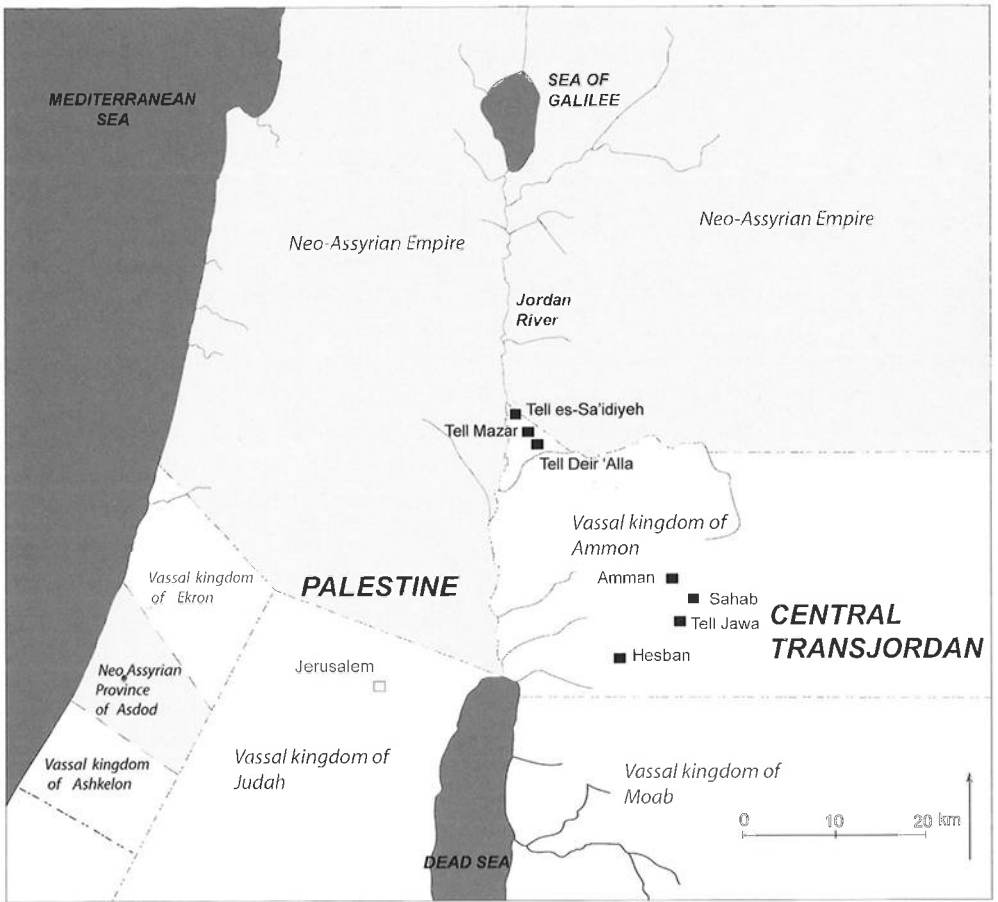 MEDITERRANEAN
SEA
SEA OF
GALILEE
Neo-Assyrian Empire
Neo-Assyrian Empire
Jordan
River
Tell es-Sa'idiyeh
Tell Mazar
Tell Deir 'Alla
Vassal kingdom of
Ammon
Vassal kingdom
of Ekron
PALESTINE
Amman
Sahab
Tell Jawa
CENTRAL
TRANSJORDAN
Hesban
Jerusalem
Neo Assyrian
Province
of Asdod
Vassal kingdom
of Ashkelon
Vassal kingdom of
Judah
Vassal kingdom of
Moab
0 10 20 km
DEAD SEA